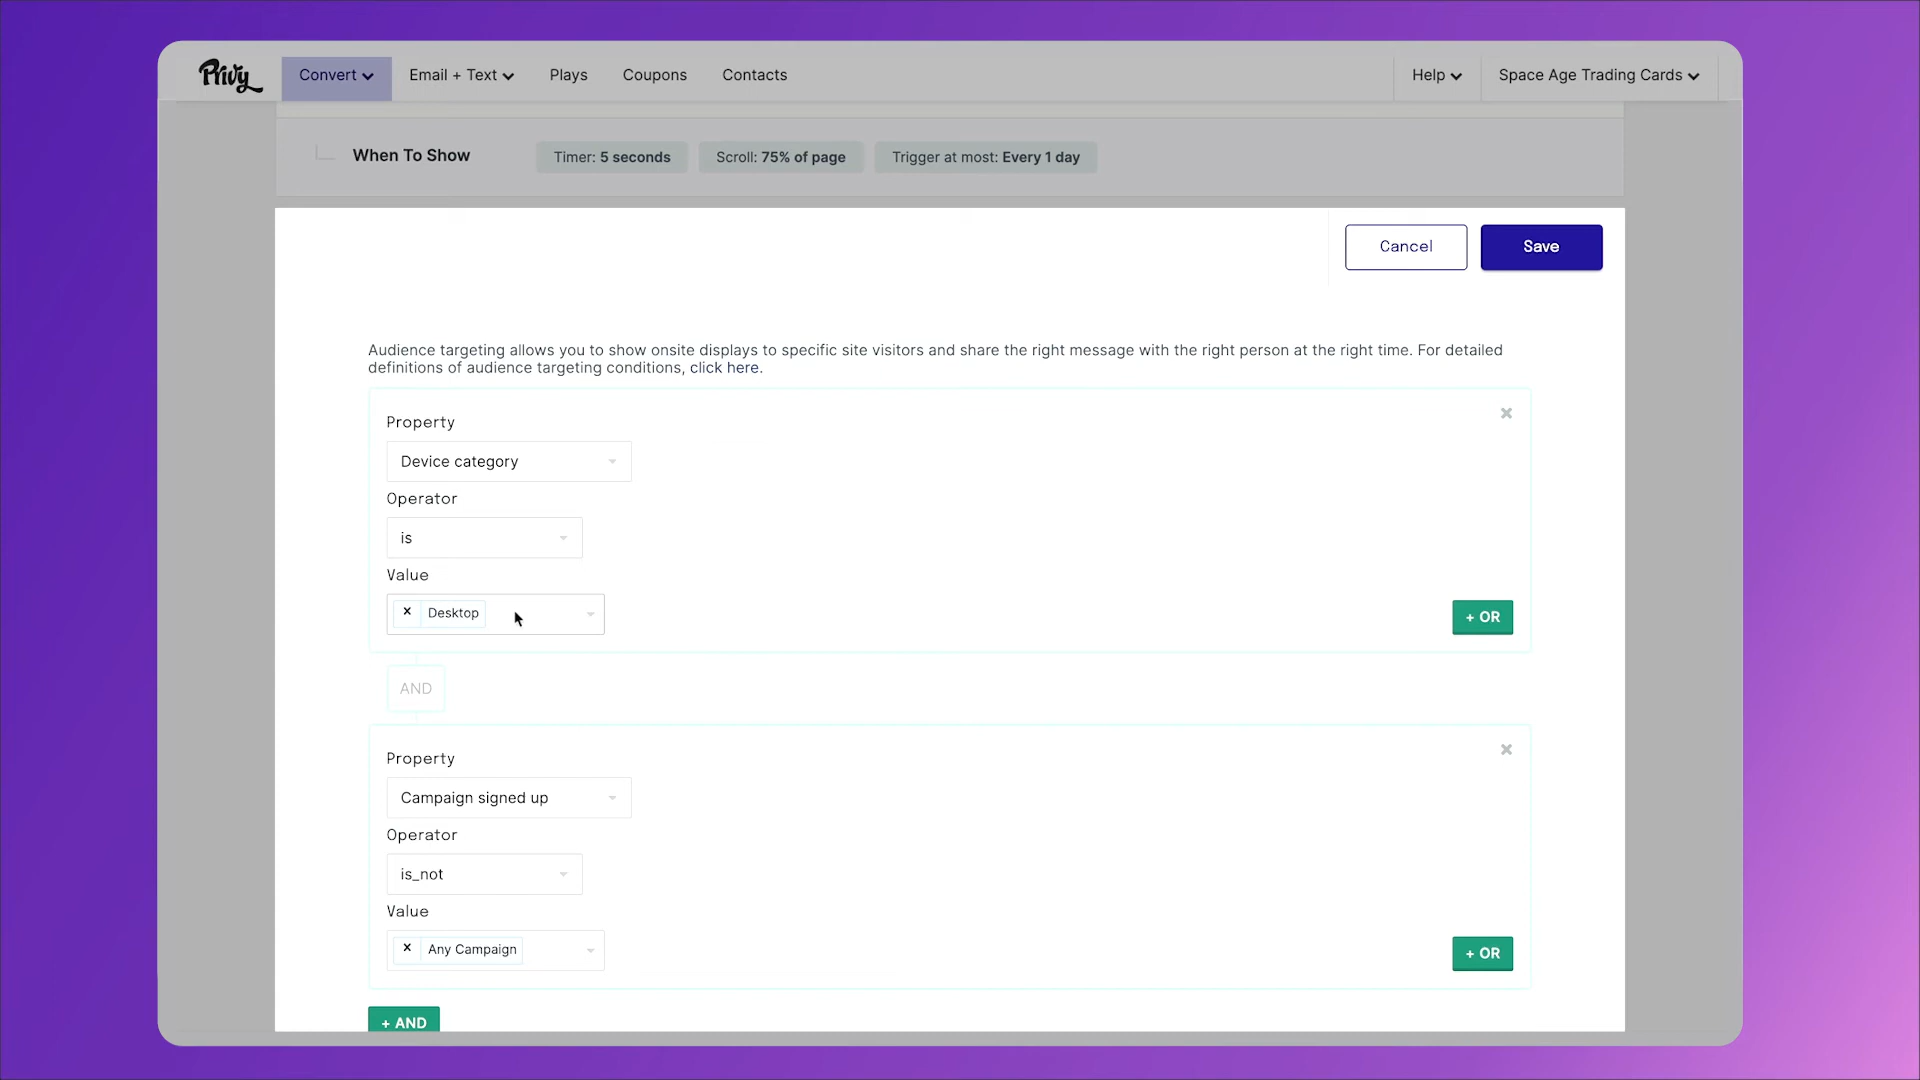 Privy
Convert
Email + Text
Plays
Coupons
Contacts
Help
Space Age Trading Cards
When To Show
Timer: 5 seconds
Scroll: 75% of page
Trigger at most: Every 1 day
Cancel
Save
Audience targeting allows you to show onsite displays to specific site visitors and share the right message with the right person at the right time. For detailed
definitions of audience targeting conditions, click here.
Property
Device category
Operator
is
Value
Desktop
+ OR
AND
Property
Campaign signed up
Operator
is_not
Value
Any Campaign
+ OR
+ AND